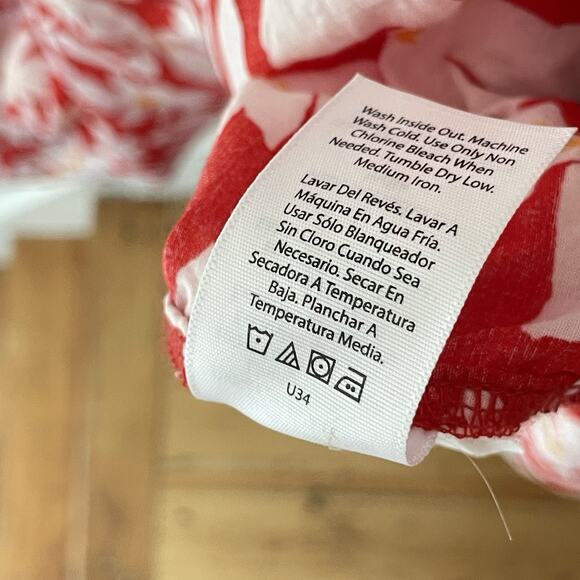 Wash Inside Out. Machine
Wash Cold. Use Only Non
Chlorine Bleach When
Needed. Tumble Dry Low.
Medium Iron.
Lavar Del Revés. Lavar A
Máquina En Agua Fría.
Usar Sólo Blanqueador
Sin Cloro Cuando Sea
Necesario. Secar En
Secadora A Temperatura
Baja. Planchar A
Temperatura Media.
U34